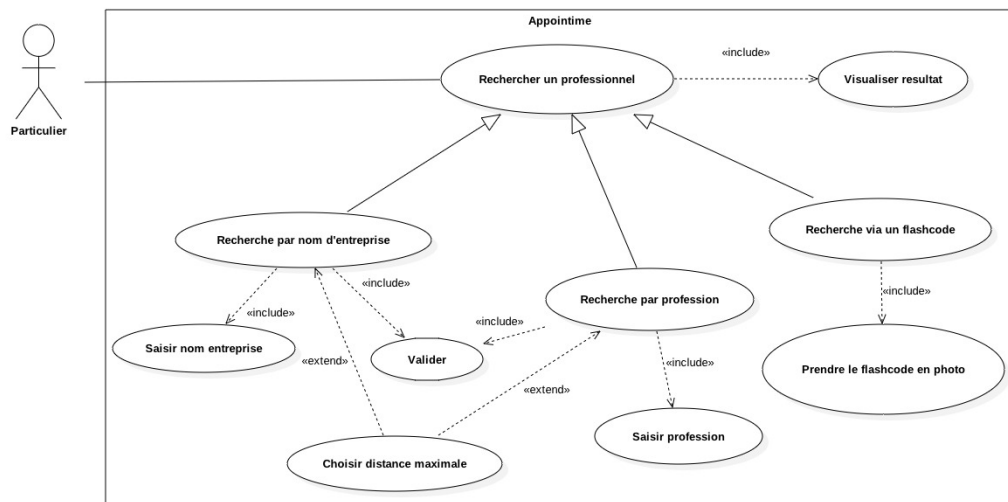 Appointime
«include»
Rechercher un professionnel
Visualiser resultat
Particulier
Recherche par nom d'entreprise
Recherche via un flashcode
«include»
«include»
Recherche par profession
«include»
«include»
Saisir nom entreprise
«extend»
Valider
«include»
Prendre le flashcode en photo
«extend»
Saisir profession
Choisir distance maximale